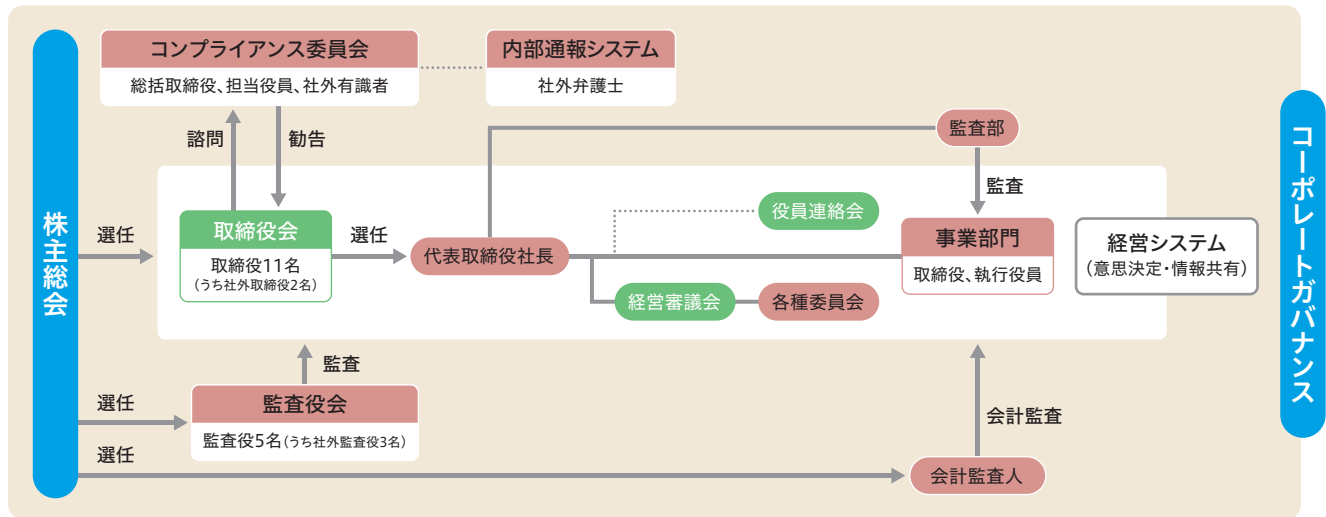 コンプライアンス委員会
総括取締役、担当役員、社外有識者
内部通報システム
社外弁護士
諮問
勧告
監査部
監査
株主総会
選任
取締役会
取締役11名
（うち社外取締役2名）
選任
代表取締役社長
役員連絡会
経営審議会
各種委員会
事業部門
取締役、執行役員
経営システム
（意思決定・情報共有）
コーポレートガバナンス
監査
選任
監査役会
監査役5名（うち社外監査役3名）
選任
会計監査
会計監査人